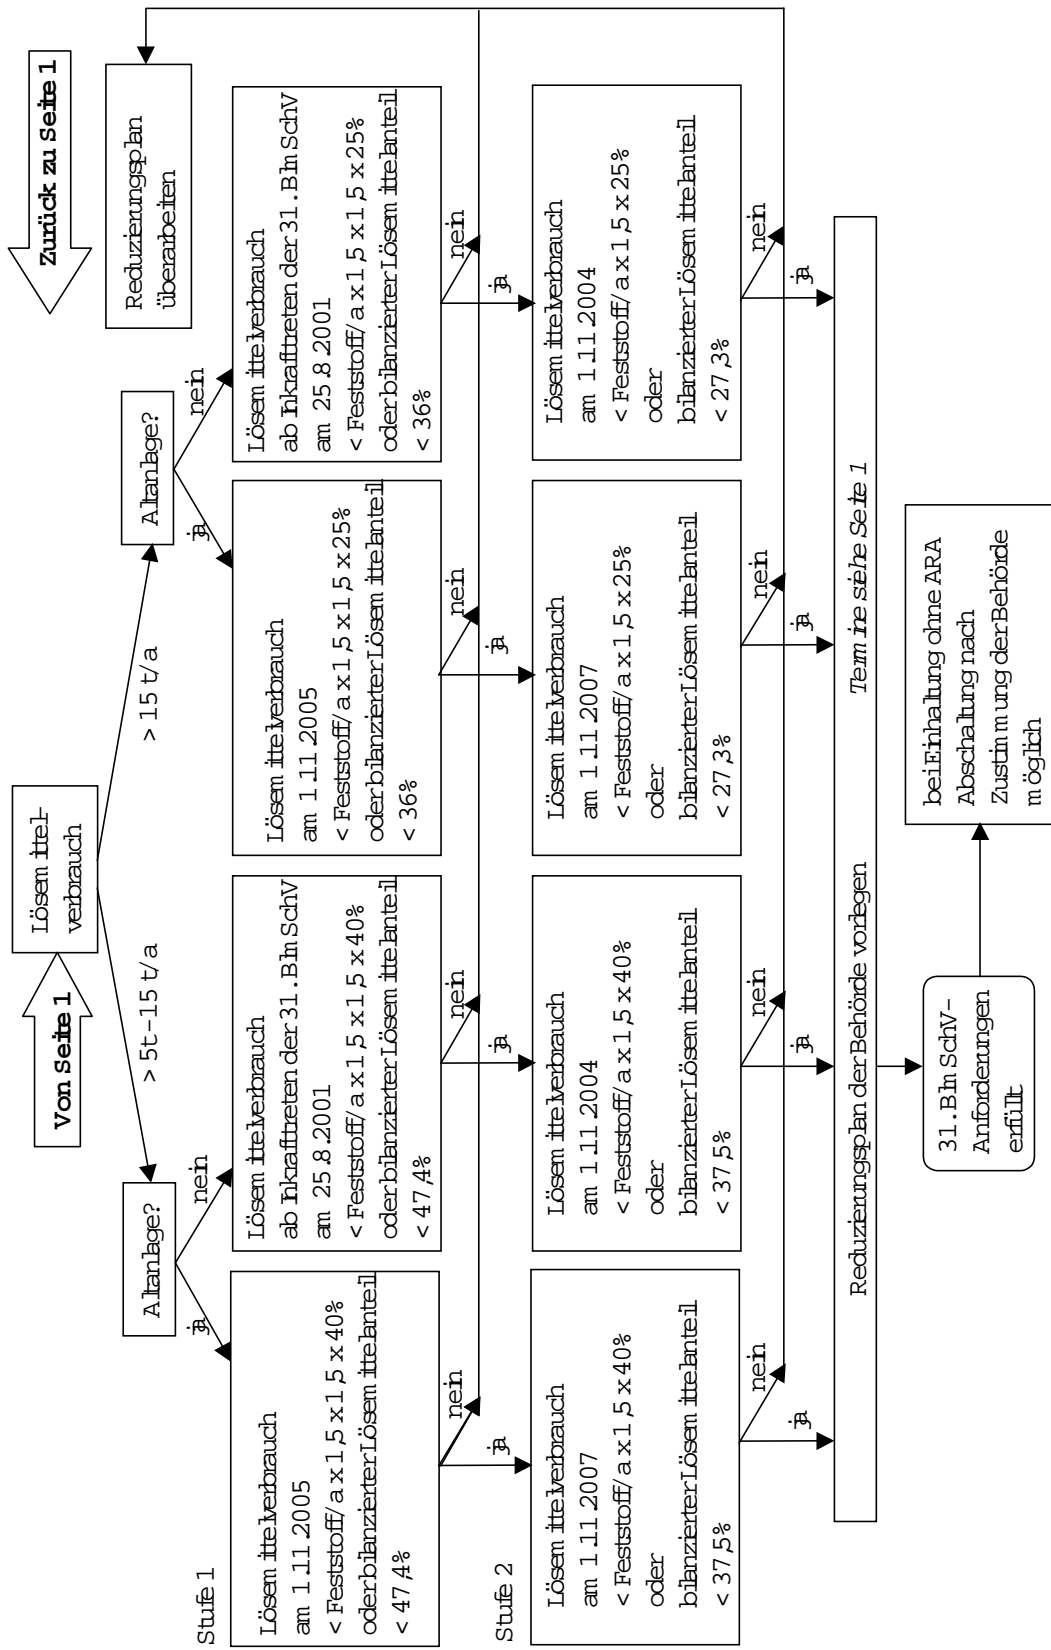 Von Seite 1
Lösemittel-
verbrauch
Zurück zu Seite 1
> 5t-15 t/a
> 15 t/a
Altanlage?
Altanlage?
Reduzierungsplan
überarbeiten
ja
nein
ja
nein
Stufe 1
Lösemittelverbrauch
am 1.11.2005
< Feststoff/a x 1,5 x 1,5 x 40%
oder bilanzierter Lösemittelanteil
< 47,4%
Lösemittelverbrauch
ab Inkrafttreten der 31. BImSchV
am 25.8.2001
< Feststoff/a x 1,5 x 1,5 x 40%
oder bilanzierter Lösemittelanteil
< 47,4%
Lösemittelverbrauch
am 1.11.2005
< Feststoff/a x 1,5 x 1,5 x 25%
oder bilanzierter Lösemittelanteil
< 36%
Lösemittelverbrauch
ab Inkrafttreten der 31. BImSchV
am 25.8.2001
< Feststoff/a x 1,5 x 1,5 x 25%
oder bilanzierter Lösemittelanteil
< 36%
ja
nein
ja
nein
ja
nein
ja
nein
Stufe 2
Lösemittelverbrauch
am 1.11.2007
< Feststoff/a x 1,5 x 40%
oder
bilanzierter Lösemittelanteil
< 37,5%
Lösemittelverbrauch
am 1.11.2004
< Feststoff/a x 1,5 x 40%
oder
bilanzierter Lösemittelanteil
< 37,5%
Lösemittelverbrauch
am 1.11.2007
< Feststoff/a x 1,5 x 25%
oder
bilanzierter Lösemittelanteil
< 27,3%
Lösemittelverbrauch
am 1.11.2004
< Feststoff/a x 1,5 x 25%
oder
bilanzierter Lösemittelanteil
< 27,3%
ja
nein
ja
nein
ja
nein
ja
nein
Reduzierungsplan der Behörde vorlegen
Termine siehe Seite 1
31. BImSchV-
Anforderungen
erfüllt
bei Einhaltung ohne ARA
Abschaltung nach
Zustimmung der Behörde
möglich